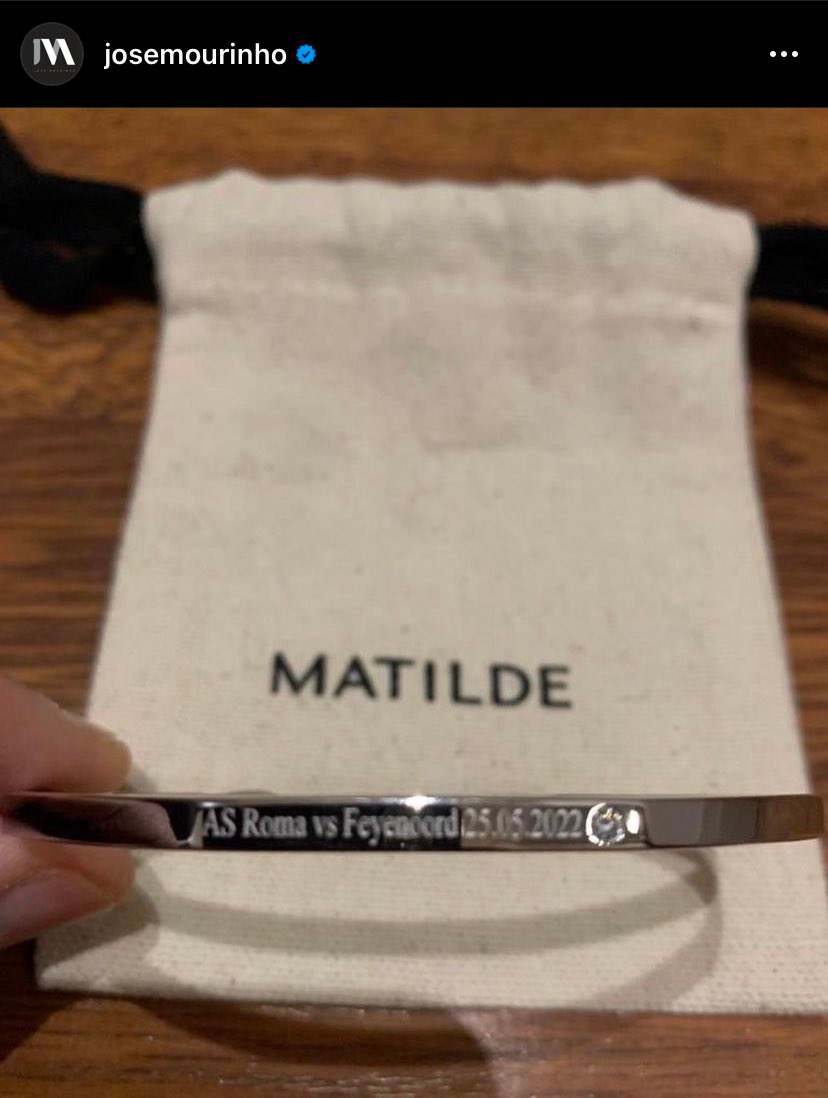 josemourinho
MATILDE
AS Roma vs Feyenoord 25.05.2022